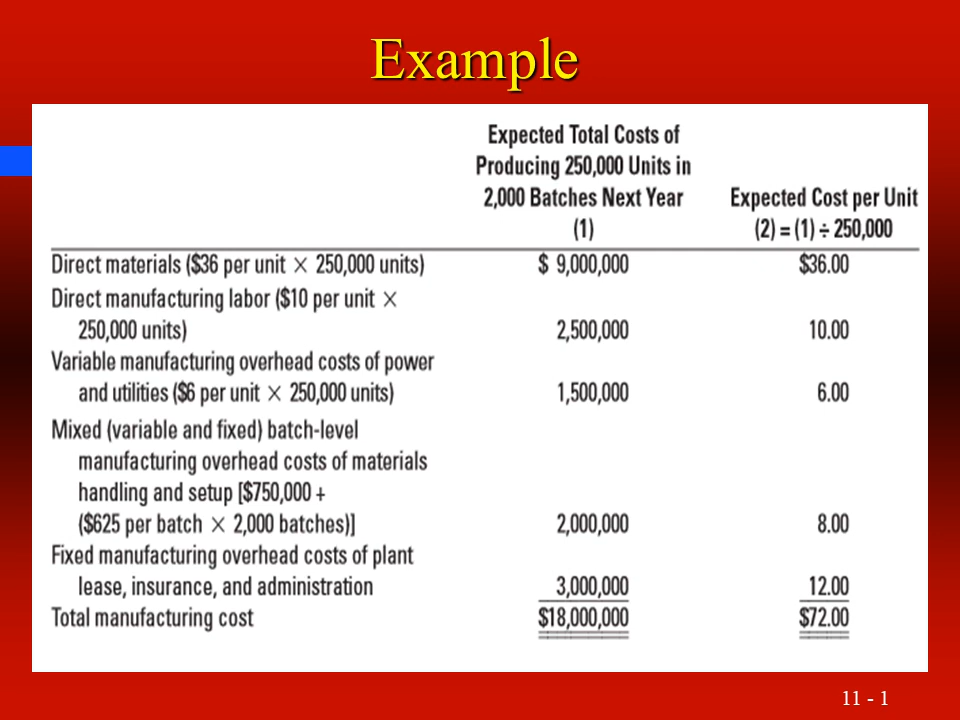 Example
Expected Total Costs of
Producing 250,000 Units in
2,000 Batches Next Year
(1)
Expected Cost per Unit
(2) = (1) ÷ 250,000
Direct materials ($36 per unit × 250,000 units) $ 9,000,000 $36.00
Direct manufacturing labor ($10 per unit ×
250,000 units) 2,500,000 10.00
Variable manufacturing overhead costs of power
and utilities ($6 per unit × 250,000 units) 1,500,000 6.00
Mixed (variable and fixed) batch-level
manufacturing overhead costs of materials
handling and setup [$750,000 +
($625 per batch × 2,000 batches)] 2,000,000 8.00
Fixed manufacturing overhead costs of plant
lease, insurance, and administration 3,000,000 12.00
Total manufacturing cost $18,000,000 $72.00
11 - 1